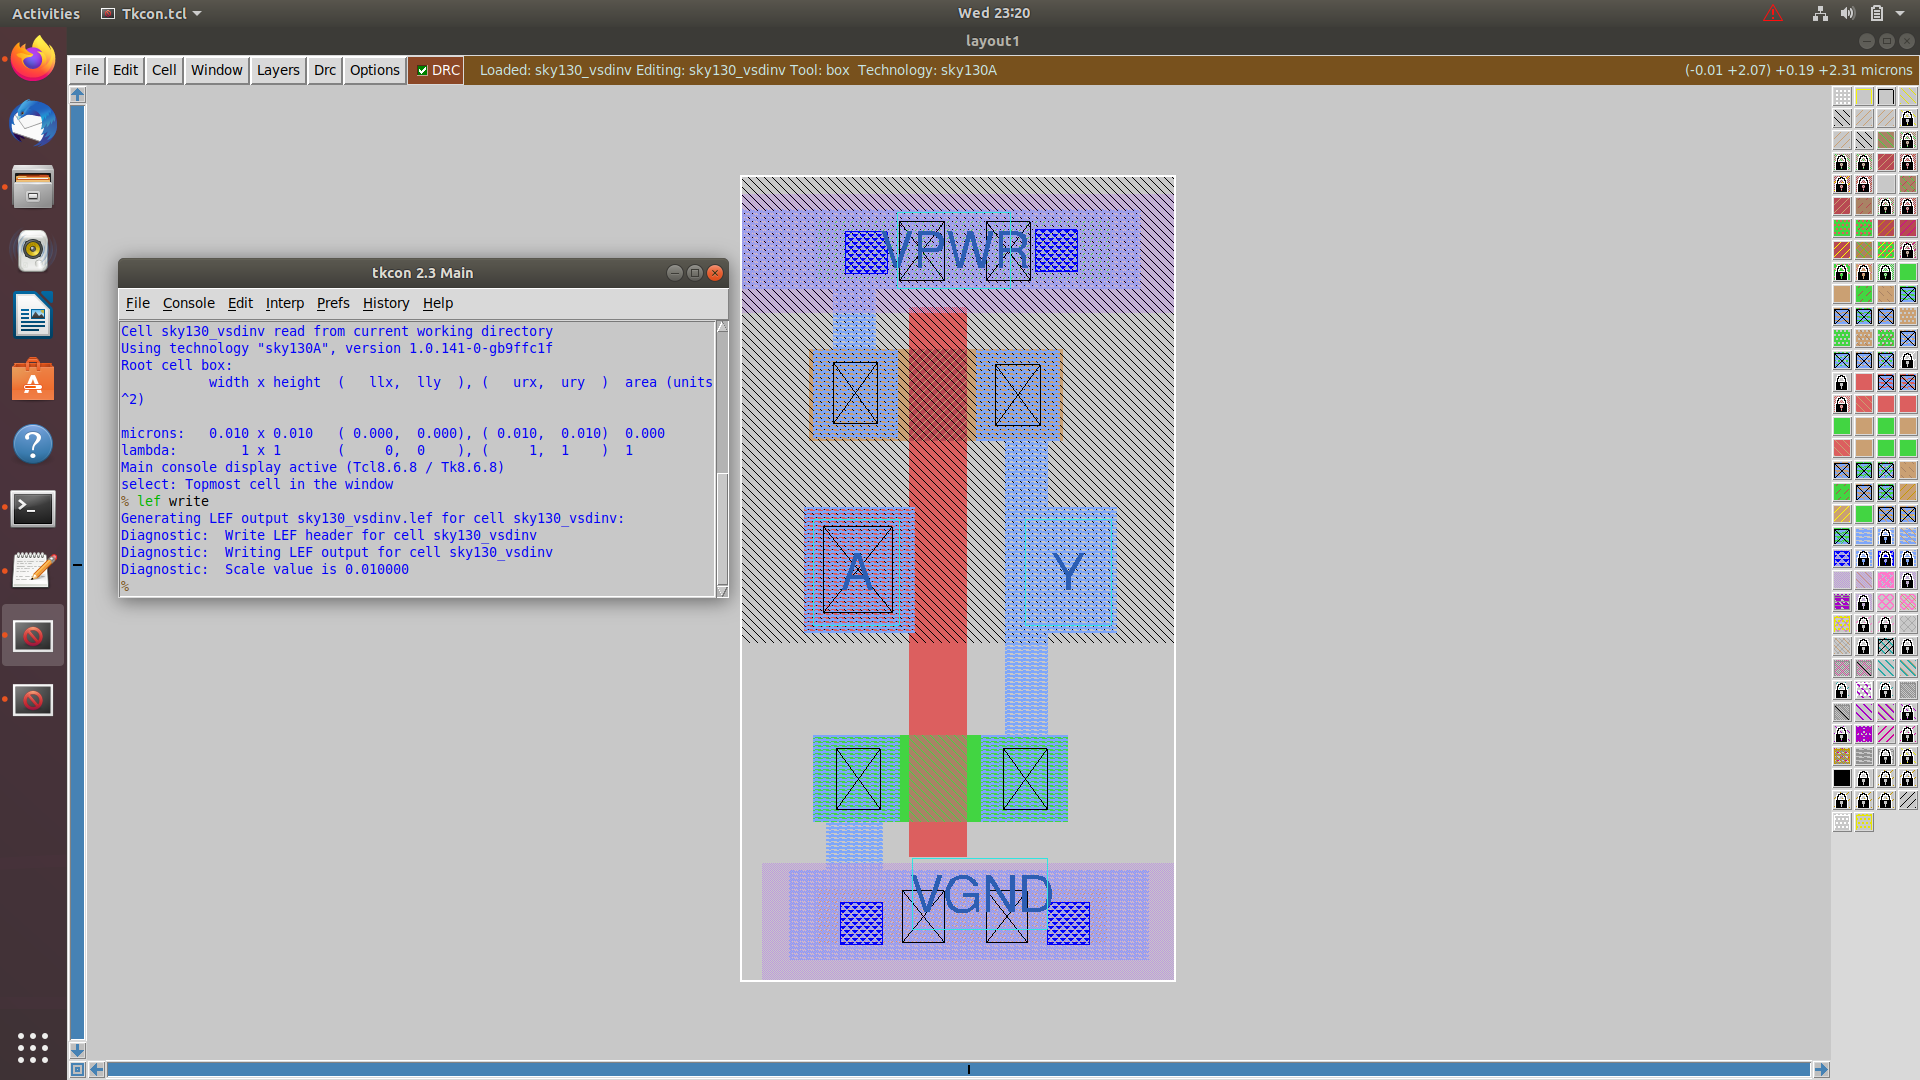 Activities Tkcon.tcl Wed 23:20
layout1
File Edit Cell Window Layers Drc Options DRC Loaded: sky130_vsdinv Editing: sky130_vsdinv Tool: box Technology: sky130A (-0.01 +2.07) +0.19 +2.31 microns
tkcon 2.3 Main
File Console Edit Interp Prefs History Help
Cell sky130_vsdinv read from current working directory
Using technology "sky130A", version 1.0.141-0-gb9ffc1f
Root cell box:
width x height ( llx, lly ), ( urx, ury ) area (units
^2)
microns: 0.010 x 0.010 ( 0.000, 0.000), ( 0.010, 0.010) 0.000
lambda: 1 x 1 ( 0, 0 ), ( 1, 1 ) 1
Main console display active (Tcl8.6.8 / Tk8.6.8)
select: Topmost cell in the window
% lef write
Generating LEF output sky130_vsdinv.lef for cell sky130_vsdinv:
Diagnostic: Write LEF header for cell sky130_vsdinv
Diagnostic: Writing LEF output for cell sky130_vsdinv
Diagnostic: Scale value is 0.010000
%
VPWR
A Y
VGND